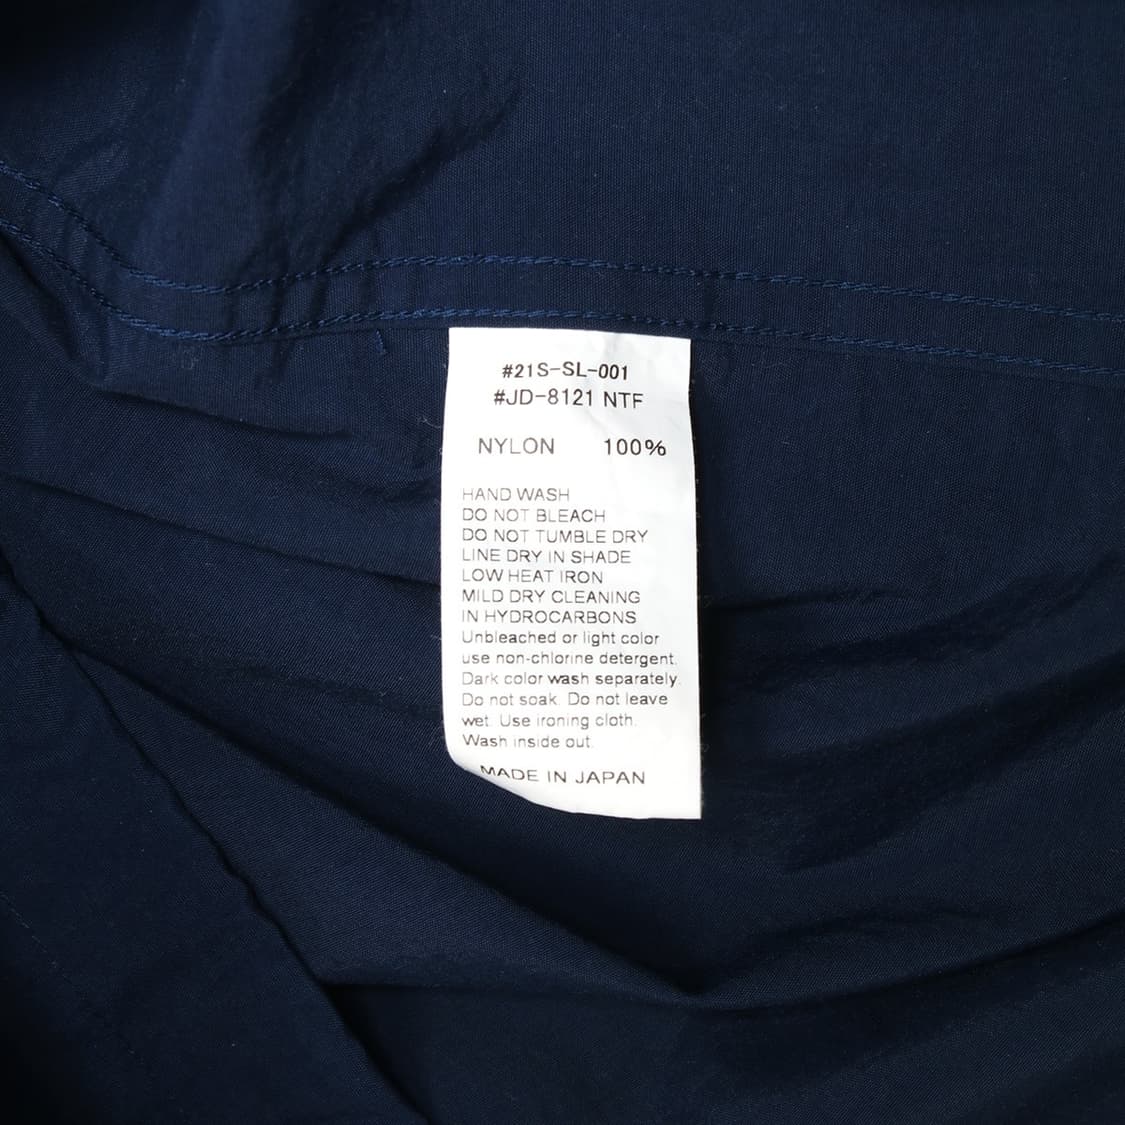 #21S-SL-001
#JD-8121 NTF
NYLON 100%
HAND WASH
DO NOT BLEACH
DO NOT TUMBLE DRY
LINE DRY IN SHADE
LOW HEAT IRON
MILD DRY CLEANING
IN HYDROCARBONS
Unbleached or light color
use non-chlorine detergent.
Dark color wash separately.
Do not soak. Do not leave
wet. Use ironing cloth.
Wash inside out.
MADE IN JAPAN